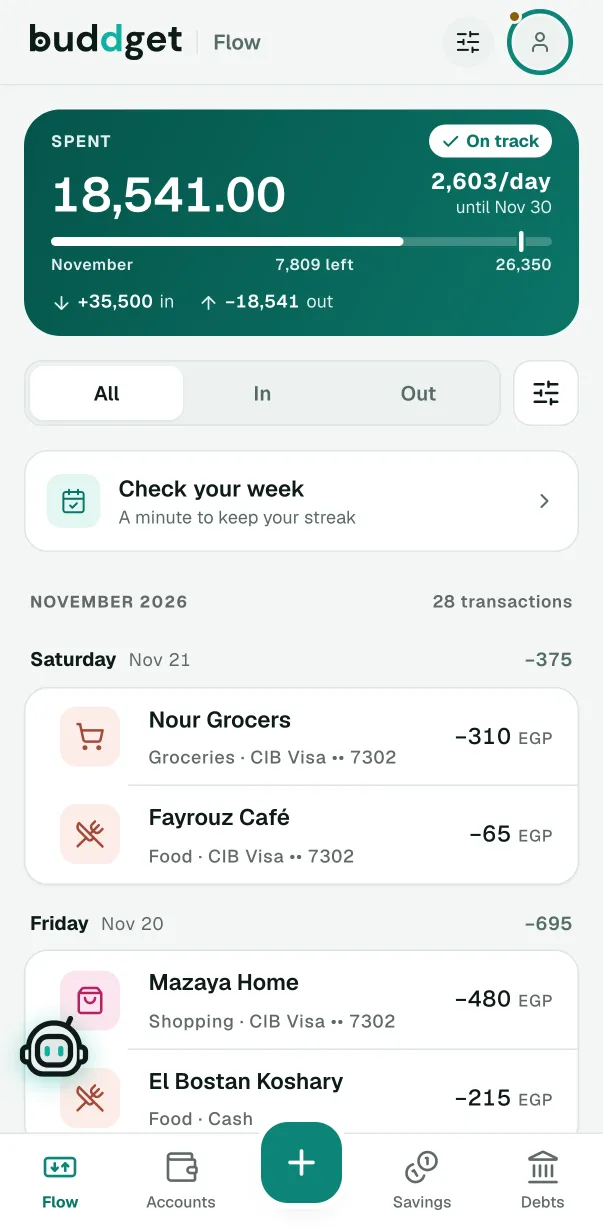 buddget
Flow
SPENT
On track
18,541.00
2,603/day
until Nov 30
November
7,809 left
26,350
+35,500 in
−18,541 out
All
In
Out
Check your week
A minute to keep your streak
NOVEMBER 2026
28 transactions
Saturday Nov 21
−375
Nour Grocers
Groceries · CIB Visa •• 7302
−310 EGP
Fayrouz Café
Food · CIB Visa •• 7302
−65 EGP
Friday Nov 20
−695
Mazaya Home
Shopping · CIB Visa •• 7302
−480 EGP
El Bostan Koshary
Food · Cash
−215 EGP
Flow
Accounts
Savings
Debts